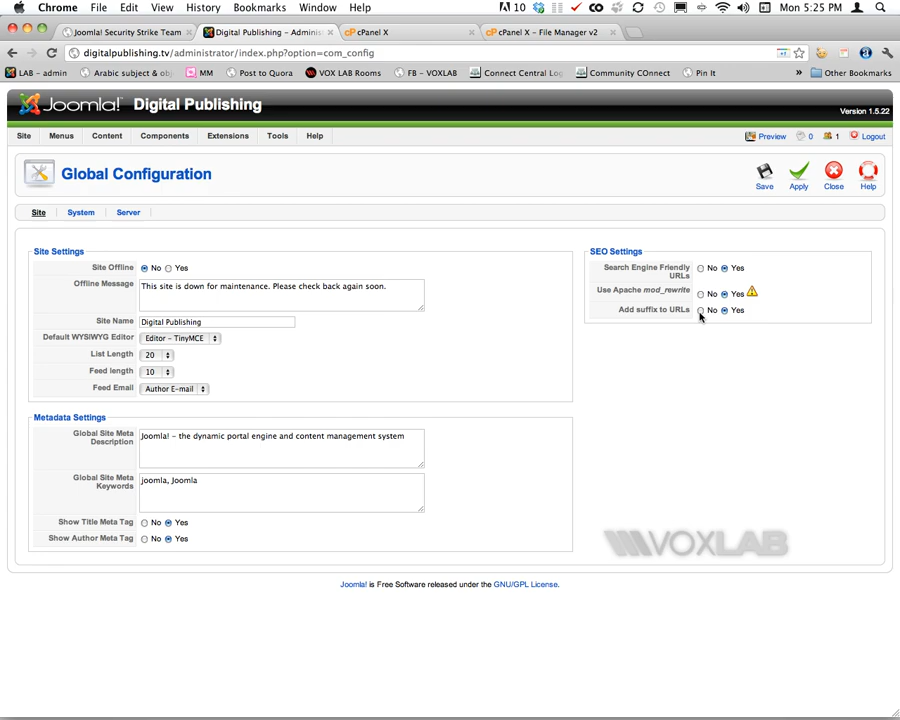 Chrome File Edit View History Bookmarks Window Help 10 Mon 5:25 PM
Joomla! Security Strike Team Digital Publishing – Adminis cPanel X cPanel X – File Manager v2
digitalpublishing.tv/administrator/index.php?option=com_config
LAB – admin Arabic subject & obj MM Post to Quora VOX LAB Rooms FB – VOXLAB Connect Central Log Community COnnect Pin It » Other Bookmarks
Joomla! Digital Publishing
Version 1.5.22
Site Menus Content Components Extensions Tools Help Preview 0 1 Logout
Global Configuration
Save Apply Close Help
Site System Server
Site Settings
Site Offline No Yes
Offline Message This site is down for maintenance. Please check back again soon.
Site Name Digital Publishing
Default WYSIWYG Editor Editor – TinyMCE
List Length 20
Feed length 10
Feed Email Author E-mail
SEO Settings
Search Engine Friendly
URLs No Yes
Use Apache mod_rewrite No Yes
Add suffix to URLs No Yes
Metadata Settings
Global Site Meta
Description Joomla! – the dynamic portal engine and content management system
Global Site Meta
Keywords joomla, Joomla
Show Title Meta Tag No Yes
Show Author Meta Tag No Yes
VOXLAB
Joomla! is Free Software released under the GNU/GPL License.